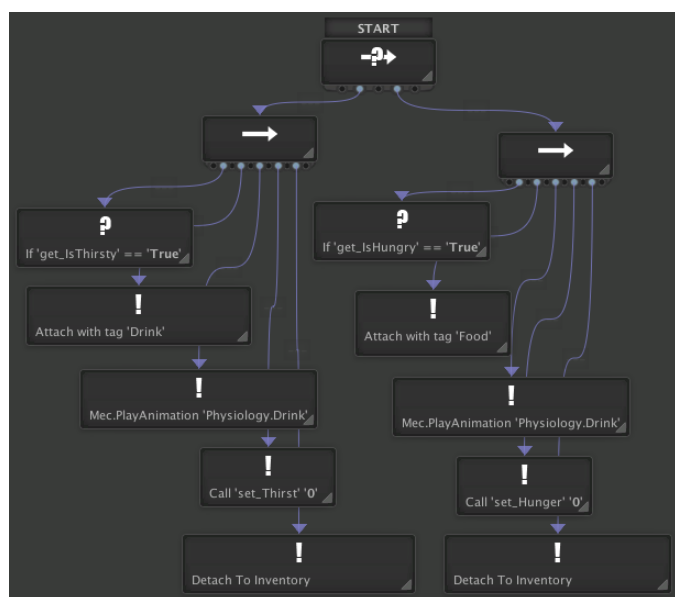 START
If 'get_IsThirsty' == 'True'
Attach with tag 'Drink'
Mec.PlayAnimation 'Physiology.Drink'
Call 'set_Thirst' '0'
Detach To Inventory
If 'get_IsHungry' == 'True'
Attach with tag 'Food'
Mec.PlayAnimation 'Physiology.Drink'
Call 'set_Hunger' '0'
Detach To Inventory